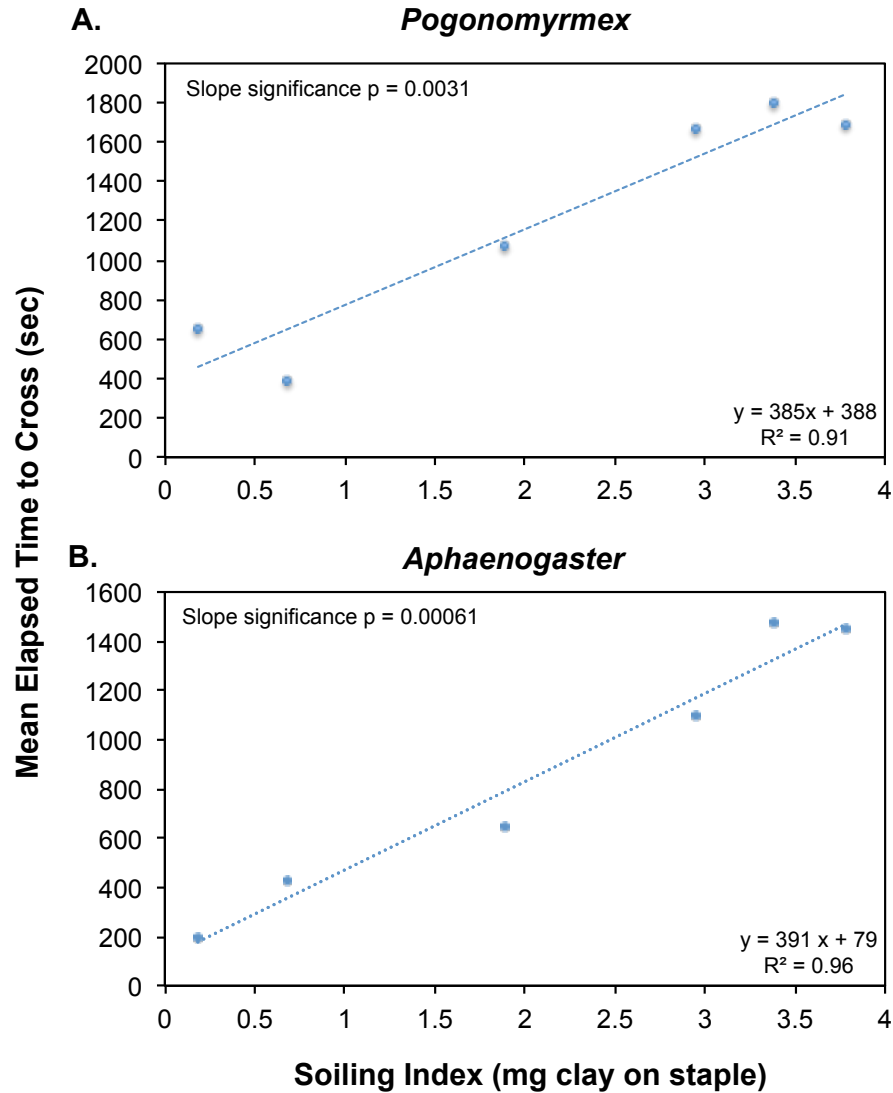 A.
Pogonomyrmex
Slope significance p = 0.0031
2000
1800
1600
1400
1200
1000
800
600
400
200
0
y = 385x + 388
R² = 0.91
0 0.5 1 1.5 2 2.5 3 3.5 4
Mean Elapsed Time to Cross (sec)
B.
Aphaenogaster
Slope significance p = 0.00061
1600
1400
1200
1000
800
600
400
200
0
y = 391 x + 79
R² = 0.96
0 0.5 1 1.5 2 2.5 3 3.5 4
Soiling Index (mg clay on staple)